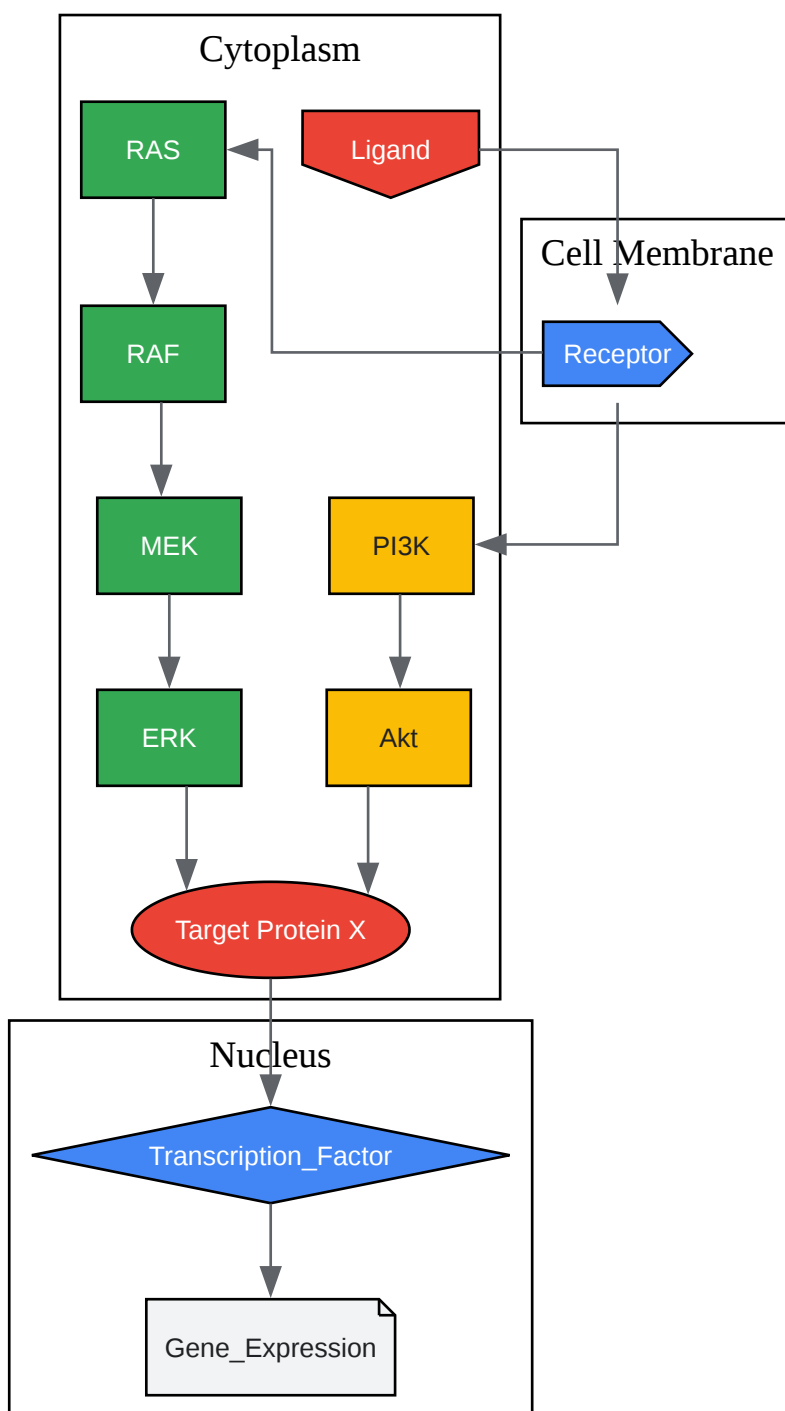 Cytoplasm
RAS
Ligand
Cell Membrane
RAF
Receptor
MEK
PI3K
ERK
Akt
Target Protein X
Nucleus
Transcription_Factor
Gene_Expression